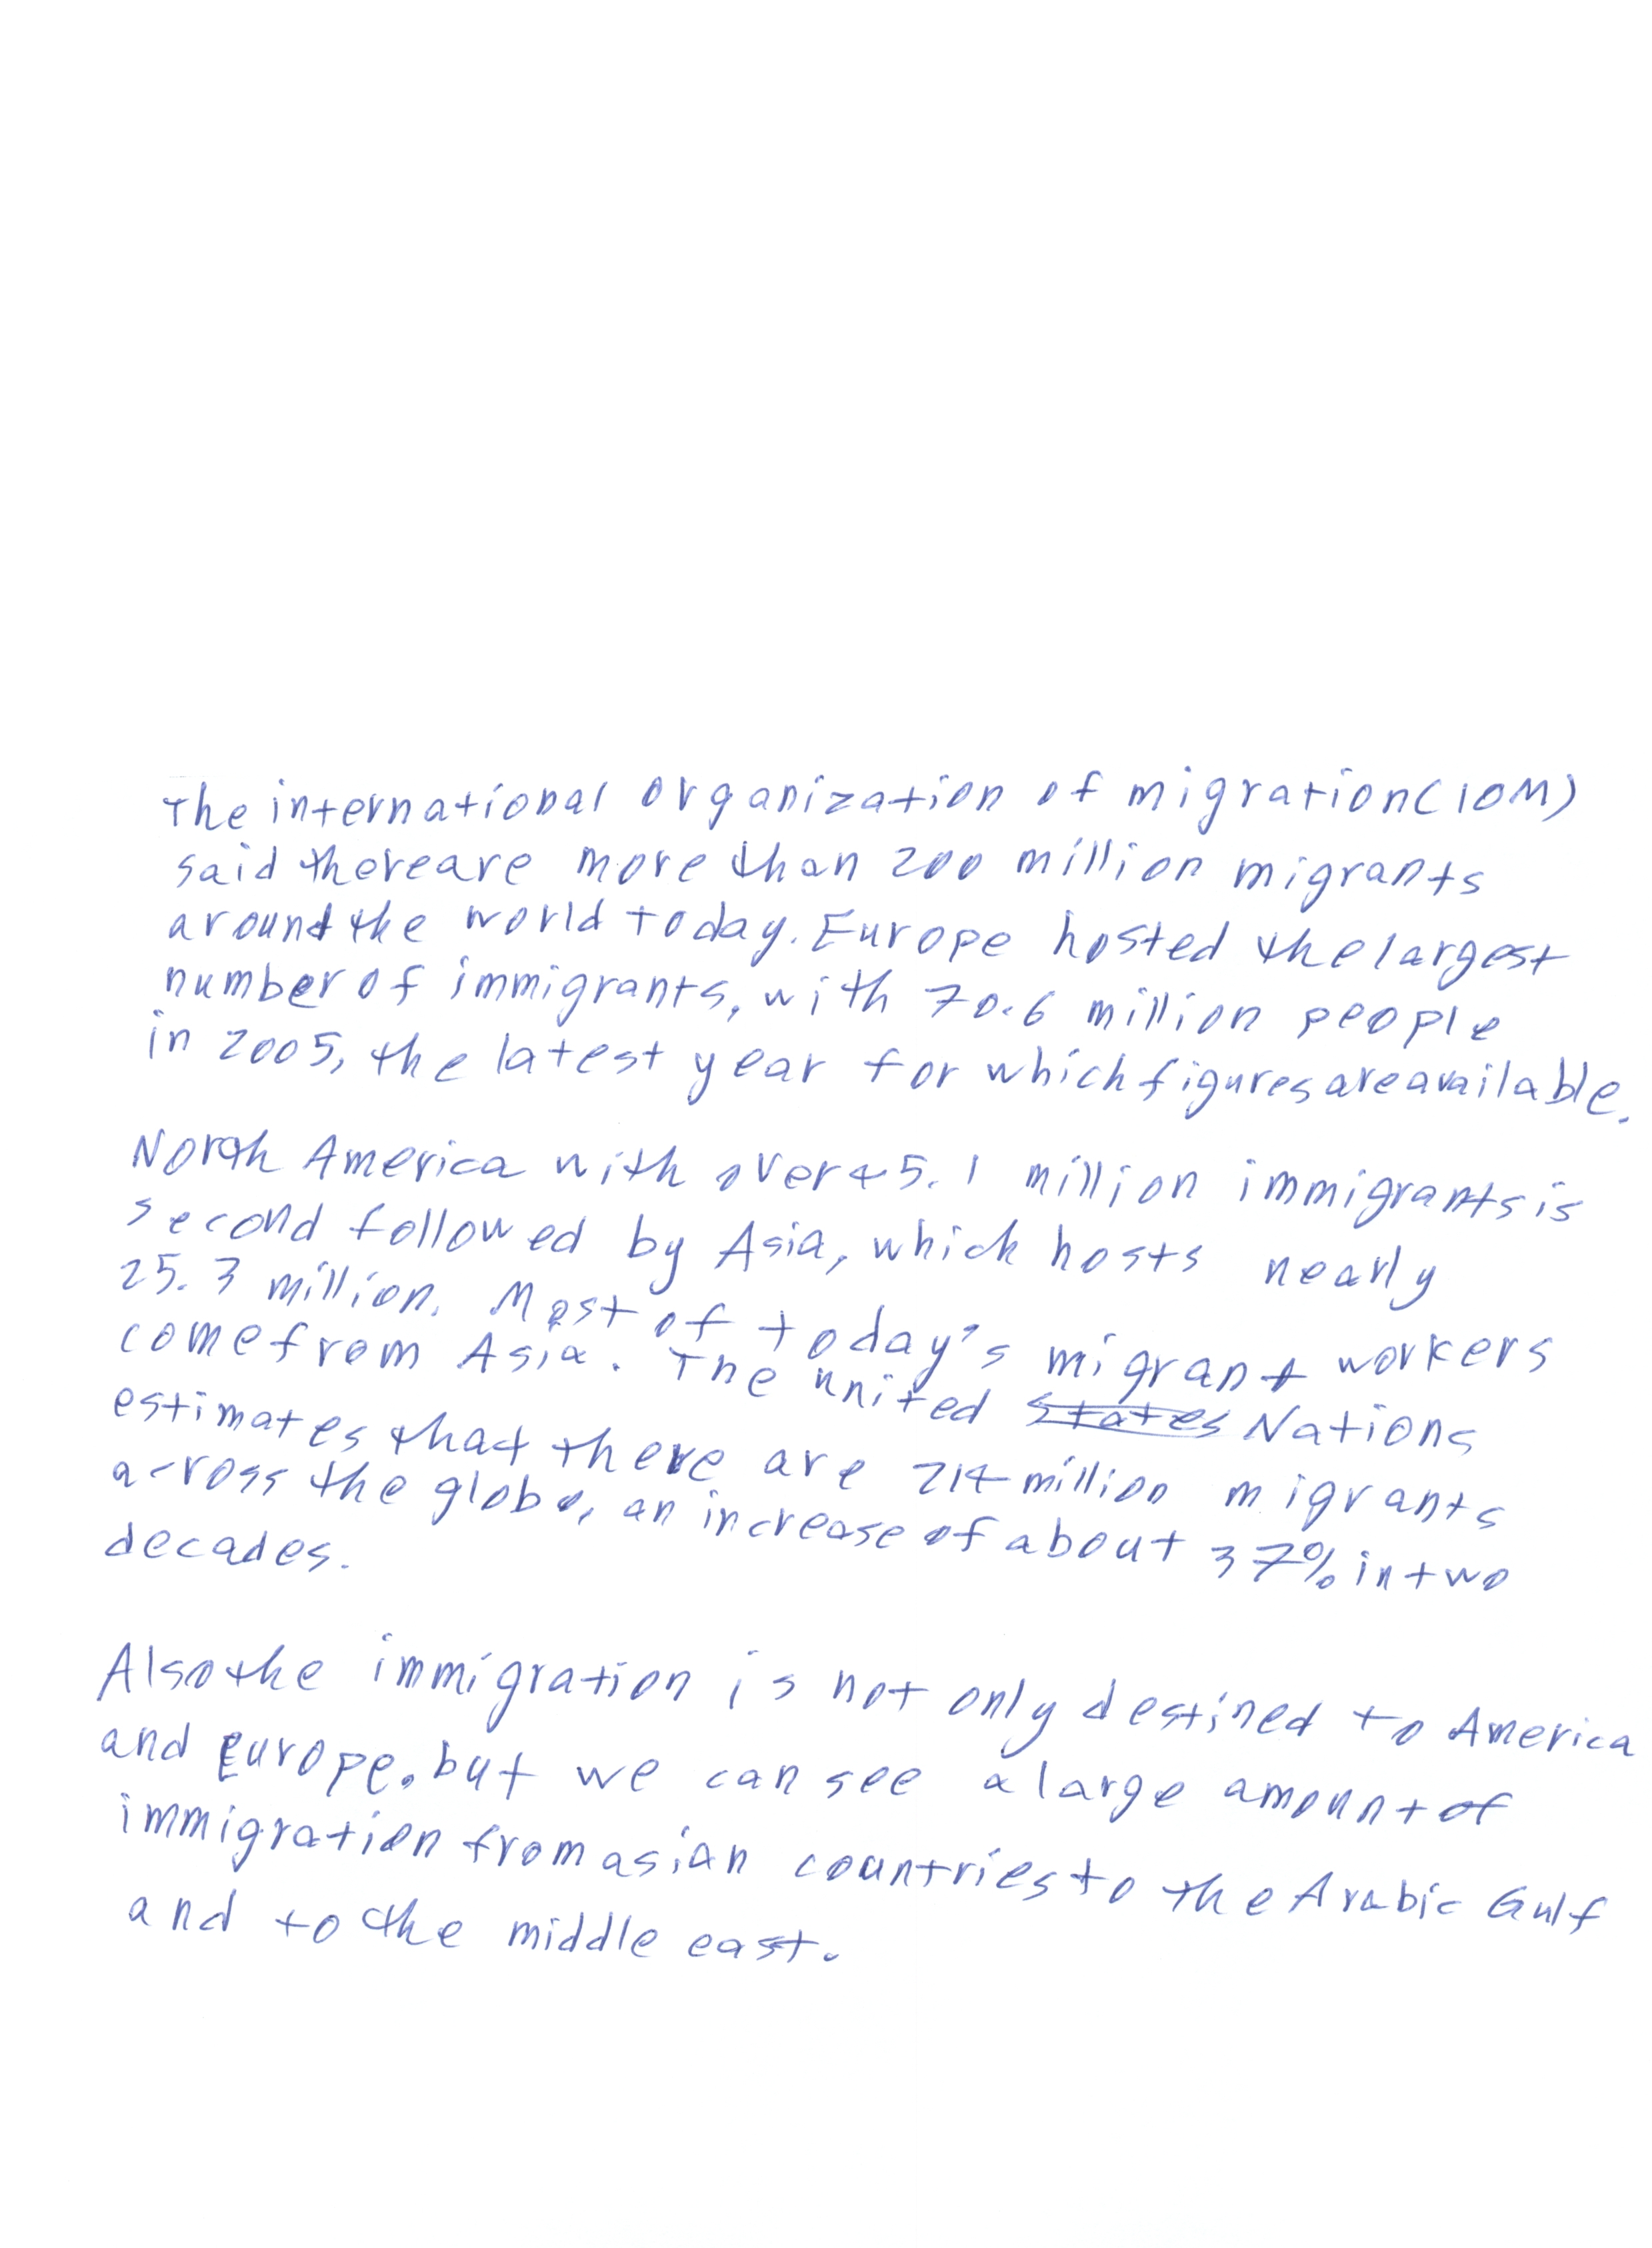 The international organization of migration (IOM)
said there are more than 200 million migrants
around the world today. Europe hosted the largest
number of immigrants, with 70.6 million people
in 2005, the latest year for which figures are available.
North America with over 45.1 million immigrants is
second followed by Asia, which hosts nearly
25.3 million. Most of today's migrant workers
come from Asia. The united states Nations
estimates that there are 214 million migrants
across the globe, an increase of about 37% in two
decades.
Also the immigration is not only destined to America
and Europe. but we can see a large amount of
immigration from asian countries to the Arabic Gulf
and to the middle east.